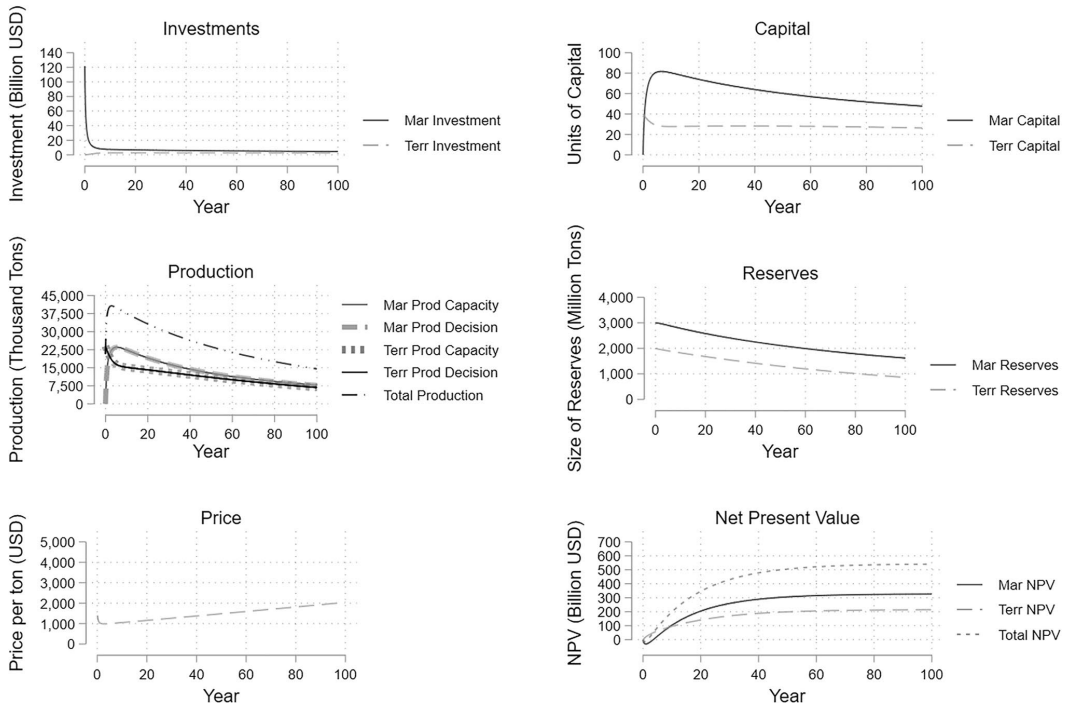 Investments
Investment (Billion USD)
140
120
100
80
60
40
20
0
0 20 40 60 80 100
Year
Mar Investment
Terr Investment
Capital
Units of Capital
100
80
60
40
20
0
0 20 40 60 80 100
Year
Mar Capital
Terr Capital
Production
Production (Thousand Tons)
45,000
37,500
30,000
22,500
15,000
7,500
0
0 20 40 60 80 100
Year
Mar Prod Capacity
Mar Prod Decision
Terr Prod Capacity
Terr Prod Decision
Total Production
Reserves
Size of Reserves (Million Tons)
4,000
3,000
2,000
1,000
0
0 20 40 60 80 100
Year
Mar Reserves
Terr Reserves
Price
Price per ton (USD)
5,000
4,000
3,000
2,000
1,000
0
0 20 40 60 80 100
Year
Net Present Value
NPV (Billion USD)
700
600
500
400
300
200
100
0
0 20 40 60 80 100
Year
Mar NPV
Terr NPV
Total NPV